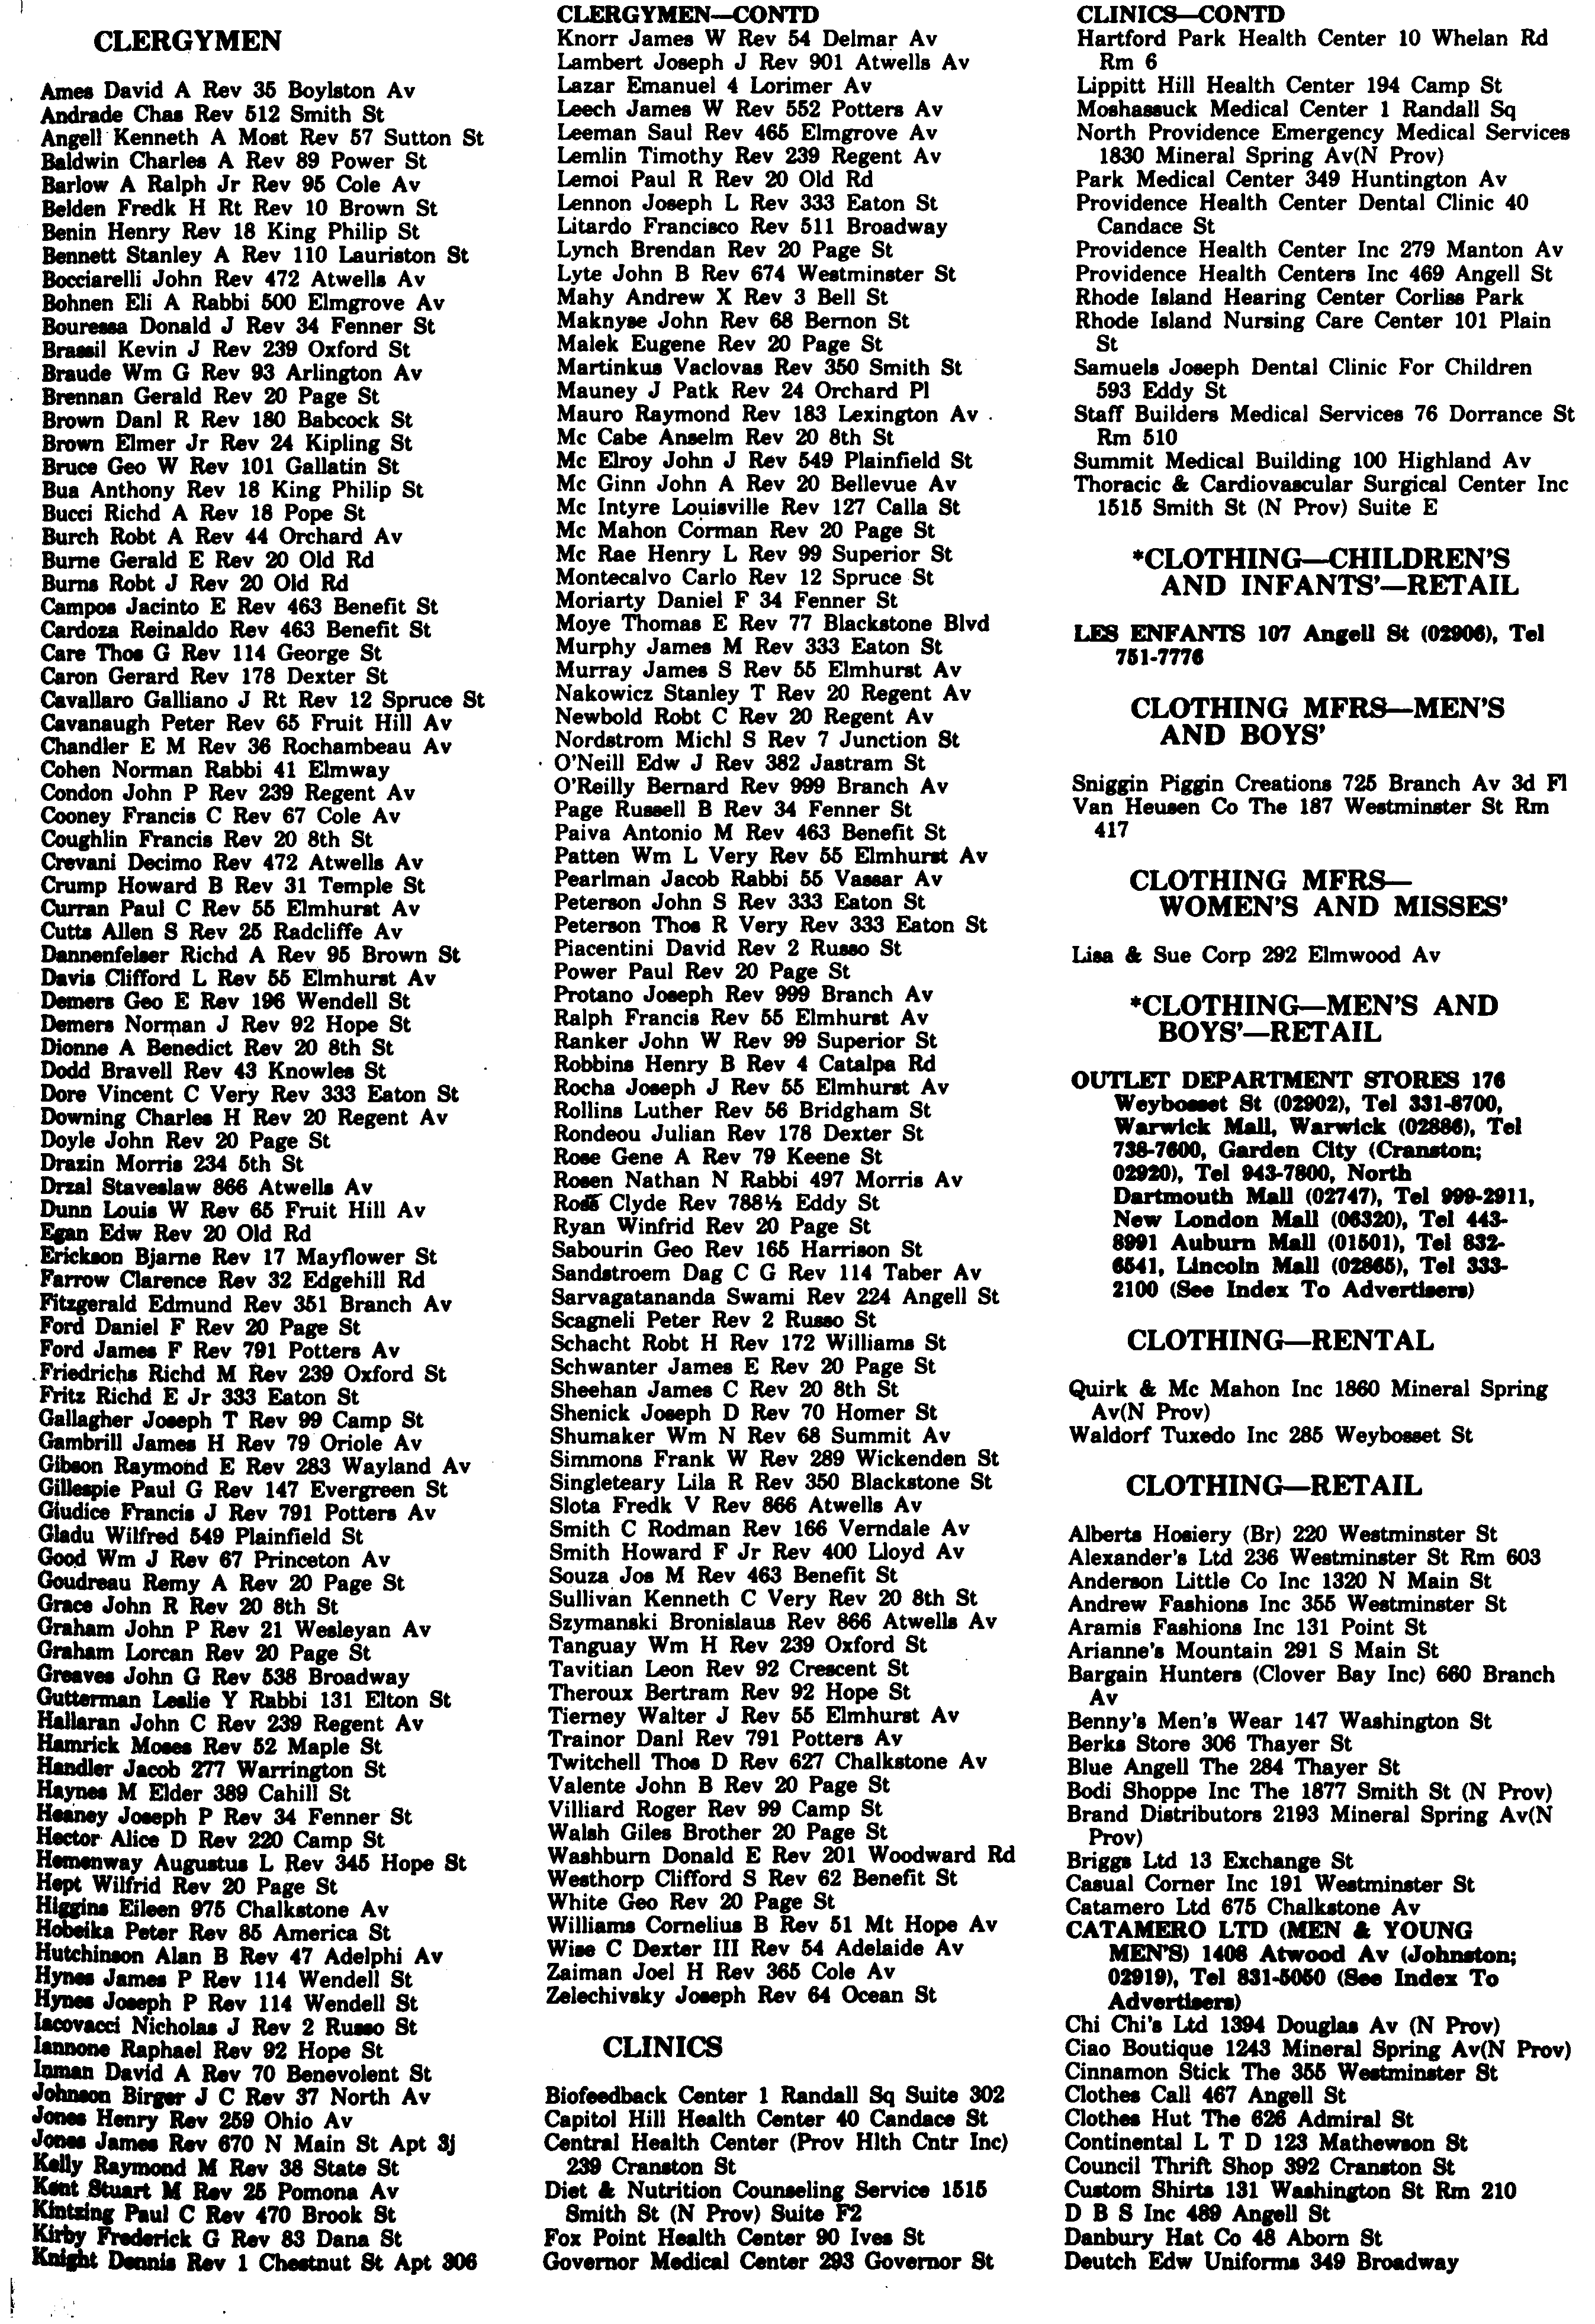 CLERGYMEN
Ames David A Rev 35 Boylston Av
Andrade Chas Rev 512 Smith St
Angell Kenneth A Most Rev 57 Sutton St
Baldwin Charles A Rev 89 Power St
Barlow A Ralph Jr Rev 95 Cole Av
Belden Fredk H Rt Rev 10 Brown St
Benin Henry Rev 18 King Philip St
Bennett Stanley A Rev 110 Lauriston St
Bocciarelli John Rev 472 Atwells Av
Bohnen Eli A Rabbi 500 Elmgrove Av
Bouressa Donald J Rev 34 Fenner St
Brassil Kevin J Rev 239 Oxford St
Braude Wm G Rev 93 Arlington Av
Brennan Gerald Rev 20 Page St
Brown Danl R Rev 180 Babcock St
Brown Elmer Jr Rev 24 Kipling St
Bruce Geo W Rev 101 Gallatin St
Bua Anthony Rev 18 King Philip St
Bucci Richd A Rev 18 Pope St
Burch Robt A Rev 44 Orchard Av
Burne Gerald E Rev 20 Old Rd
Burns Robt J Rev 20 Old Rd
Campos Jacinto E Rev 463 Benefit St
Cardoza Reinaldo Rev 463 Benefit St
Care Thos G Rev 114 George St
Caron Gerard Rev 178 Dexter St
Cavallaro Galliano J Rt Rev 12 Spruce St
Cavanaugh Peter Rev 65 Fruit Hill Av
Chandler E M Rev 36 Rochambeau Av
Cohen Norman Rabbi 41 Elmway
Condon John P Rev 239 Regent Av
Cooney Francis C Rev 67 Cole Av
Coughlin Francis Rev 20 8th St
Crevani Decimo Rev 472 Atwells Av
Crump Howard B Rev 31 Temple St
Curran Paul C Rev 55 Elmhurst Av
Cutts Allen S Rev 25 Radcliffe Av
Dannenfelser Richd A Rev 95 Brown St
Davis Clifford L Rev 55 Elmhurst Av
Demers Geo E Rev 196 Wendell St
Demers Norman J Rev 92 Hope St
Dionne A Benedict Rev 20 8th St
Dodd Bravell Rev 43 Knowles St
Dore Vincent C Very Rev 333 Eaton St
Downing Charles H Rev 20 Regent Av
Doyle John Rev 20 Page St
Drazin Morris 234 5th St
Drzal Staveslaw 866 Atwells Av
Dunn Louis W Rev 65 Fruit Hill Av
Egan Edw Rev 20 Old Rd
Erickson Bjarne Rev 17 Mayflower St
Farrow Clarence Rev 32 Edgehill Rd
Fitzgerald Edmund Rev 351 Branch Av
Ford Daniel F Rev 20 Page St
Ford James F Rev 791 Potters Av
Friedrichs Richd M Rev 239 Oxford St
Fritz Richd E Jr 333 Eaton St
Gallagher Joseph T Rev 99 Camp St
Gambrill James H Rev 79 Oriole Av
Gibson Raymond E Rev 283 Wayland Av
Gillespie Paul G Rev 147 Evergreen St
Giudice Francis J Rev 791 Potters Av
Gladu Wilfred 549 Plainfield St
Good Wm J Rev 67 Princeton Av
Goudreau Remy A Rev 20 Page St
Grace John R Rev 20 8th St
Graham John P Rev 21 Wesleyan Av
Graham Lorcan Rev 20 Page St
Greaves John G Rev 538 Broadway
Gutterman Leslie Y Rabbi 131 Elton St
Hallaran John C Rev 239 Regent Av
Hamrick Moses Rev 52 Maple St
Handler Jacob 277 Warrington St
Haynes M Elder 389 Cahill St
Heaney Joseph P Rev 34 Fenner St
Hector Alice D Rev 220 Camp St
Hemenway Augustus L Rev 345 Hope St
Hept Wilfrid Rev 20 Page St
Higgins Eileen 975 Chalkstone Av
Hobeika Peter Rev 85 America St
Hutchinson Alan B Rev 47 Adelphi Av
Hynes James P Rev 114 Wendell St
Hynes Joseph P Rev 114 Wendell St
Iacovacci Nicholas J Rev 2 Russo St
Iannone Raphael Rev 92 Hope St
Inman David A Rev 70 Benevolent St
Johnson Birger J C Rev 37 North Av
Jones Henry Rev 259 Ohio Av
Jones James Rev 670 N Main St Apt 3j
Kelly Raymond M Rev 38 State St
Kent Stuart M Rev 25 Pomona Av
Kintzing Paul C Rev 470 Brook St
Kirby Frederick G Rev 83 Dana St
Knight Dennis Rev 1 Chestnut St Apt 306
CLERGYMEN—CONTD
Knorr James W Rev 54 Delmar Av
Lambert Joseph J Rev 901 Atwells Av
Lazar Emanuel 4 Lorimer Av
Leech James W Rev 552 Potters Av
Leeman Saul Rev 465 Elmgrove Av
Lemlin Timothy Rev 239 Regent Av
Lemoi Paul R Rev 20 Old Rd
Lennon Joseph L Rev 333 Eaton St
Litardo Francisco Rev 511 Broadway
Lynch Brendan Rev 20 Page St
Lyte John B Rev 674 Westminster St
Mahy Andrew X Rev 3 Bell St
Maknyse John Rev 68 Bernon St
Malek Eugene Rev 20 Page St
Martinkus Vaclovas Rev 350 Smith St
Mauney J Patk Rev 24 Orchard Pl
Mauro Raymond Rev 183 Lexington Av
Mc Cabe Anselm Rev 20 8th St
Mc Elroy John J Rev 549 Plainfield St
Mc Ginn John A Rev 20 Bellevue Av
Mc Intyre Louisville Rev 127 Calla St
Mc Mahon Corman Rev 20 Page St
Mc Rae Henry L Rev 99 Superior St
Montecalvo Carlo Rev 12 Spruce St
Moriarty Daniel F 34 Fenner St
Moye Thomas E Rev 77 Blackstone Blvd
Murphy James M Rev 333 Eaton St
Murray James S Rev 55 Elmhurst Av
Nakowicz Stanley T Rev 20 Regent Av
Newbold Robt C Rev 20 Regent Av
Nordstrom Michl S Rev 7 Junction St
O'Neill Edw J Rev 382 Jastram St
O'Reilly Bernard Rev 999 Branch Av
Page Russell B Rev 34 Fenner St
Paiva Antonio M Rev 463 Benefit St
Patten Wm L Very Rev 55 Elmhurst Av
Pearlman Jacob Rabbi 55 Vassar Av
Peterson John S Rev 333 Eaton St
Peterson Thos R Very Rev 333 Eaton St
Piacentini David Rev 2 Russo St
Power Paul Rev 20 Page St
Protano Joseph Rev 999 Branch Av
Ralph Francis Rev 55 Elmhurst Av
Ranker John W Rev 99 Superior St
Robbins Henry B Rev 4 Catalpa Rd
Rocha Joseph J Rev 55 Elmhurst Av
Rollins Luther Rev 56 Bridgham St
Rondeou Julian Rev 178 Dexter St
Rose Gene A Rev 79 Keene St
Rosen Nathan N Rabbi 497 Morris Av
Ross Clyde Rev 788½ Eddy St
Ryan Winfrid Rev 20 Page St
Sabourin Geo Rev 165 Harrison St
Sandstroem Dag C G Rev 114 Taber Av
Sarvagatananda Swami Rev 224 Angell St
Scagneli Peter Rev 2 Russo St
Schacht Robt H Rev 172 Williams St
Schwanter James E Rev 20 Page St
Sheehan James C Rev 20 8th St
Shenick Joseph D Rev 70 Homer St
Shumaker Wm N Rev 68 Summit Av
Simmons Frank W Rev 289 Wickenden St
Singleteary Lila R Rev 350 Blackstone St
Slota Fredk V Rev 866 Atwells Av
Smith C Rodman Rev 166 Verndale Av
Smith Howard F Jr Rev 400 Lloyd Av
Souza Jos M Rev 463 Benefit St
Sullivan Kenneth C Very Rev 20 8th St
Szymanski Bronislaus Rev 866 Atwells Av
Tanguay Wm H Rev 239 Oxford St
Tavitian Leon Rev 92 Crescent St
Theroux Bertram Rev 92 Hope St
Tierney Walter J Rev 55 Elmhurst Av
Trainor Danl Rev 791 Potters Av
Twitchell Thos D Rev 627 Chalkstone Av
Valente John B Rev 20 Page St
Villiard Roger Rev 99 Camp St
Walsh Giles Brother 20 Page St
Washburn Donald E Rev 201 Woodward Rd
Westhorp Clifford S Rev 62 Benefit St
White Geo Rev 20 Page St
Williams Cornelius B Rev 51 Mt Hope Av
Wise C Dexter III Rev 54 Adelaide Av
Zaiman Joel H Rev 365 Cole Av
Zelechivsky Joseph Rev 64 Ocean St
CLINICS
Biofeedback Center 1 Randall Sq Suite 302
Capitol Hill Health Center 40 Candace St
Central Health Center (Prov Hlth Cntr Inc)
239 Cranston St
Diet & Nutrition Counseling Service 1515
Smith St (N Prov) Suite F2
Fox Point Health Center 90 Ives St
Governor Medical Center 293 Governor St
CLINICS—CONTD
Hartford Park Health Center 10 Whelan Rd
Rm 6
Lippitt Hill Health Center 194 Camp St
Moshassuck Medical Center 1 Randall Sq
North Providence Emergency Medical Services
1830 Mineral Spring Av(N Prov)
Park Medical Center 349 Huntington Av
Providence Health Center Dental Clinic 40
Candace St
Providence Health Center Inc 279 Manton Av
Providence Health Centers Inc 469 Angell St
Rhode Island Hearing Center Corliss Park
Rhode Island Nursing Care Center 101 Plain
St
Samuels Joseph Dental Clinic For Children
593 Eddy St
Staff Builders Medical Services 76 Dorrance St
Rm 510
Summit Medical Building 100 Highland Av
Thoracic & Cardiovascular Surgical Center Inc
1515 Smith St (N Prov) Suite E
*CLOTHING—CHILDREN'S
AND INFANTS'—RETAIL
LES ENFANTS 107 Angell St (02906), Tel
751-7776
CLOTHING MFRS—MEN'S
AND BOYS'
Sniggin Piggin Creations 725 Branch Av 3d Fl
Van Heusen Co The 187 Westminster St Rm
417
CLOTHING MFRS—
WOMEN'S AND MISSES'
Lisa & Sue Corp 292 Elmwood Av
*CLOTHING—MEN'S AND
BOYS'—RETAIL
OUTLET DEPARTMENT STORES 176
Weybosset St (02902), Tel 331-8700,
Warwick Mall, Warwick (02886), Tel
738-7600, Garden City (Cranston;
02920), Tel 943-7800, North
Dartmouth Mall (02747), Tel 999-2911,
New London Mall (06320), Tel 443-
8991 Auburn Mall (01501), Tel 832-
6541, Lincoln Mall (02865), Tel 333-
2100 (See Index To Advertisers)
CLOTHING—RENTAL
Quirk & Mc Mahon Inc 1860 Mineral Spring
Av(N Prov)
Waldorf Tuxedo Inc 285 Weybosset St
CLOTHING—RETAIL
Alberts Hosiery (Br) 220 Westminster St
Alexander's Ltd 236 Westminster St Rm 603
Anderson Little Co Inc 1320 N Main St
Andrew Fashions Inc 355 Westminster St
Aramis Fashions Inc 131 Point St
Arianne's Mountain 291 S Main St
Bargain Hunters (Clover Bay Inc) 660 Branch
Av
Benny's Men's Wear 147 Washington St
Berks Store 306 Thayer St
Blue Angell The 284 Thayer St
Bodi Shoppe Inc The 1877 Smith St (N Prov)
Brand Distributors 2193 Mineral Spring Av(N
Prov)
Briggs Ltd 13 Exchange St
Casual Corner Inc 191 Westminster St
Catamero Ltd 675 Chalkstone Av
CATAMERO LTD (MEN & YOUNG
MEN'S) 1408 Atwood Av (Johnston;
02919), Tel 831-5050 (See Index To
Advertisers)
Chi Chi's Ltd 1394 Douglas Av (N Prov)
Ciao Boutique 1243 Mineral Spring Av(N Prov)
Cinnamon Stick The 355 Westminster St
Clothes Call 467 Angell St
Clothes Hut The 626 Admiral St
Continental L T D 123 Mathewson St
Council Thrift Shop 392 Cranston St
Custom Shirts 131 Washington St Rm 210
D B S Inc 489 Angell St
Danbury Hat Co 48 Aborn St
Deutch Edw Uniforms 349 Broadway